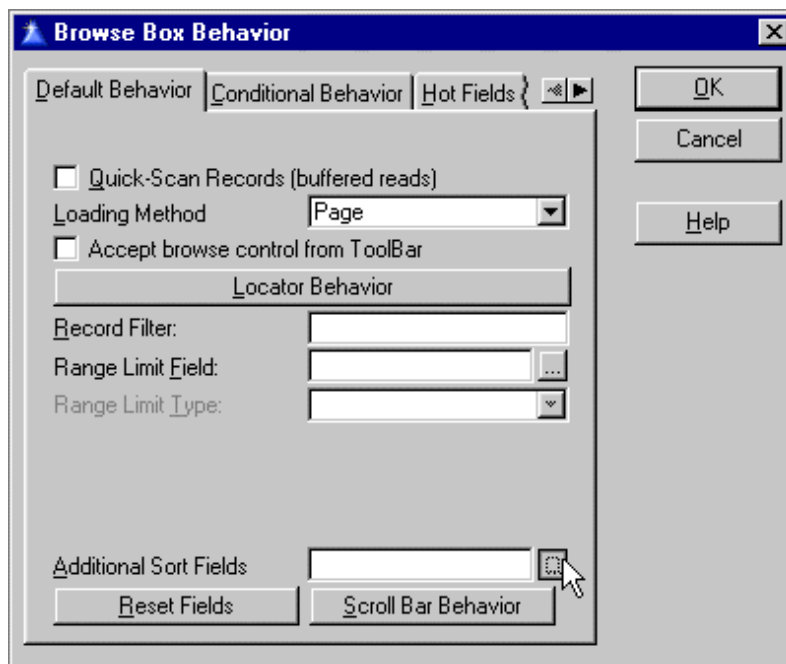 Browse Box Behavior
Default Behavior Conditional Behavior Hot Fields
OK
Cancel
Quick-Scan Records (buffered reads)
Loading Method Page
Help
Accept browse control from ToolBar
Locator Behavior
Record Filter:
Range Limit Field: ...
Range Limit Type:
Additional Sort Fields
Reset Fields Scroll Bar Behavior